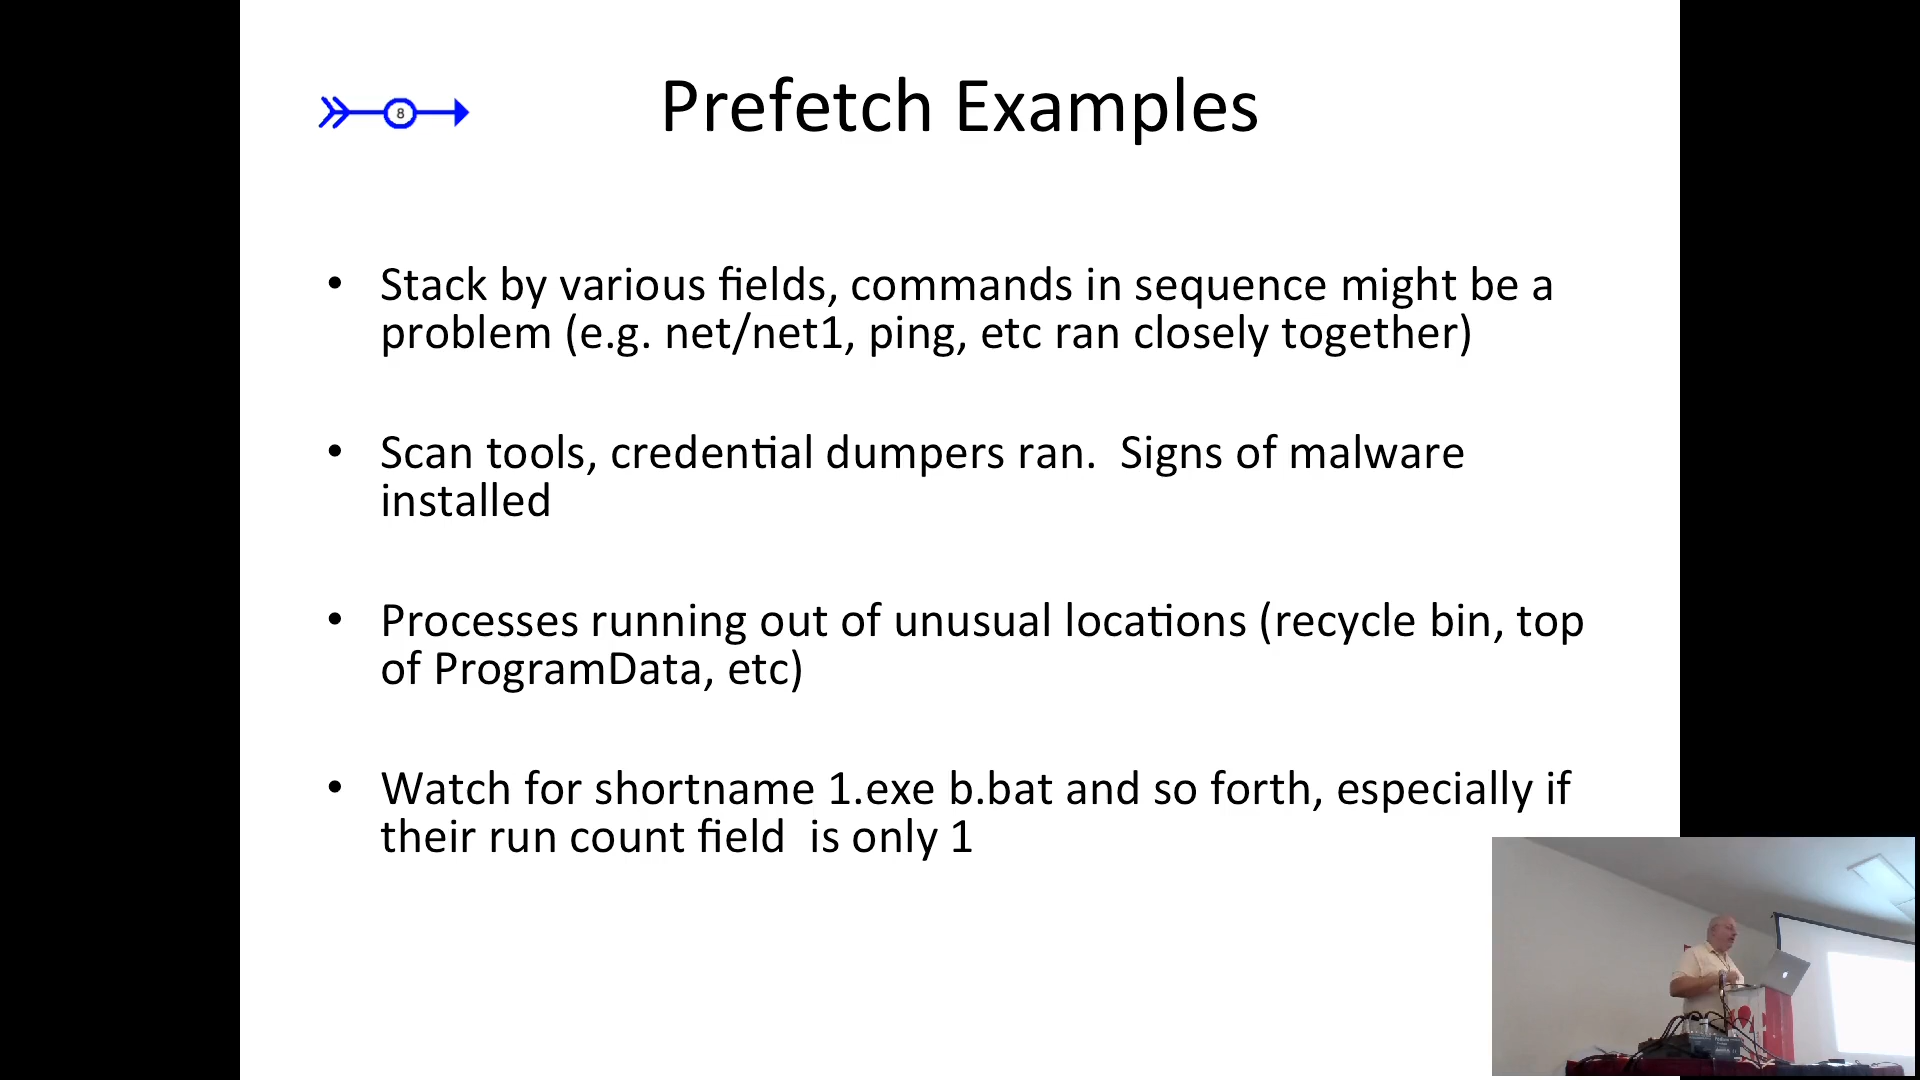 8
Prefetch Examples
• Stack by various fields, commands in sequence might be a
problem (e.g. net/net1, ping, etc ran closely together)
• Scan tools, credential dumpers ran.  Signs of malware
installed
• Processes running out of unusual locations (recycle bin, top
of ProgramData, etc)
• Watch for shortname 1.exe b.bat and so forth, especially if
their run count field  is only 1